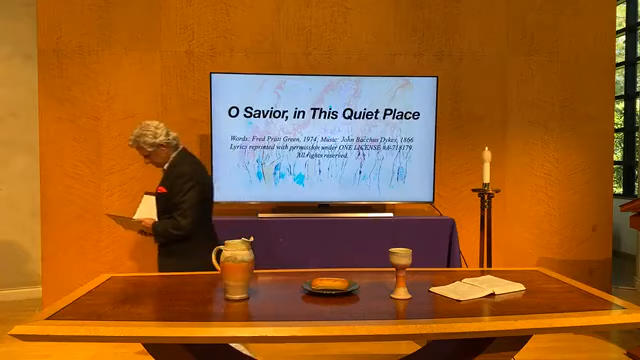 O Savior, in This Quiet Place
Words: Fred Pratt Green, 1974, Music: John Bacchus Dykes, 1866
Lyrics reprinted with permission under ONE LICENSE #A-718179.
All rights reserved.